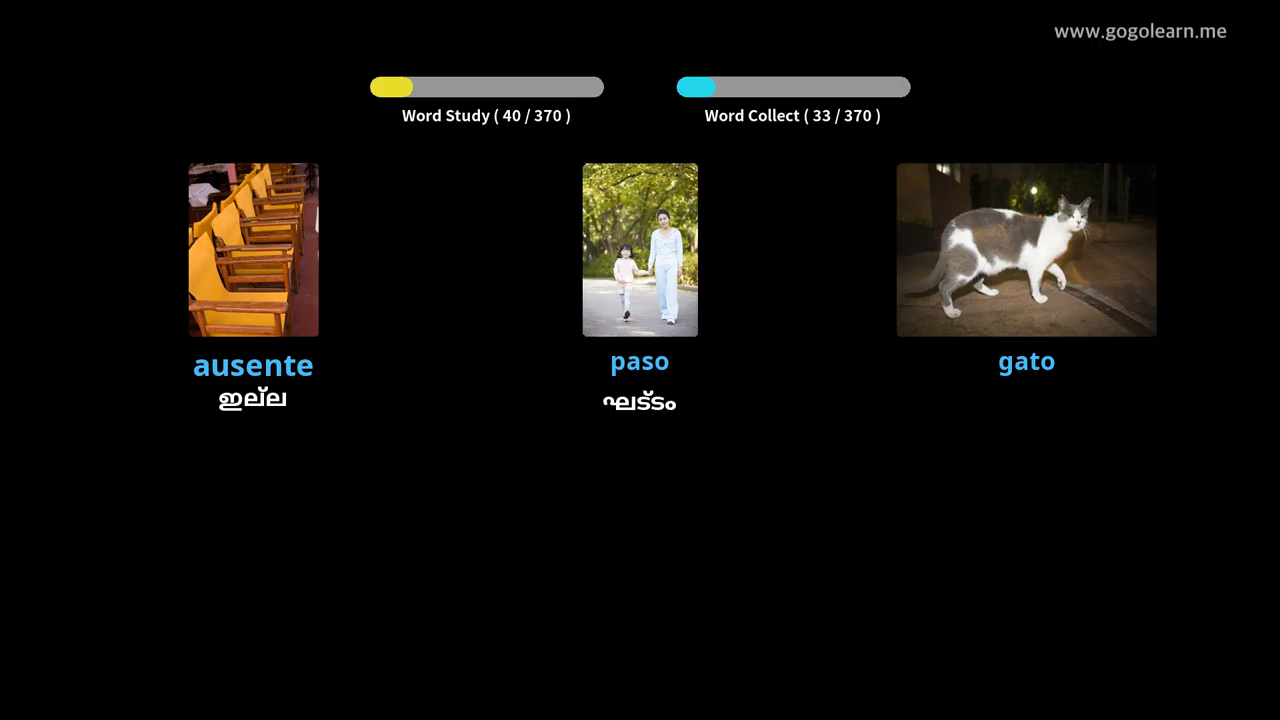 www.gogolearn.me
Word Study ( 40 / 370 )
Word Collect ( 33 / 370 )
ausente
ഇല്ല
paso
ഘട്ടം
gato